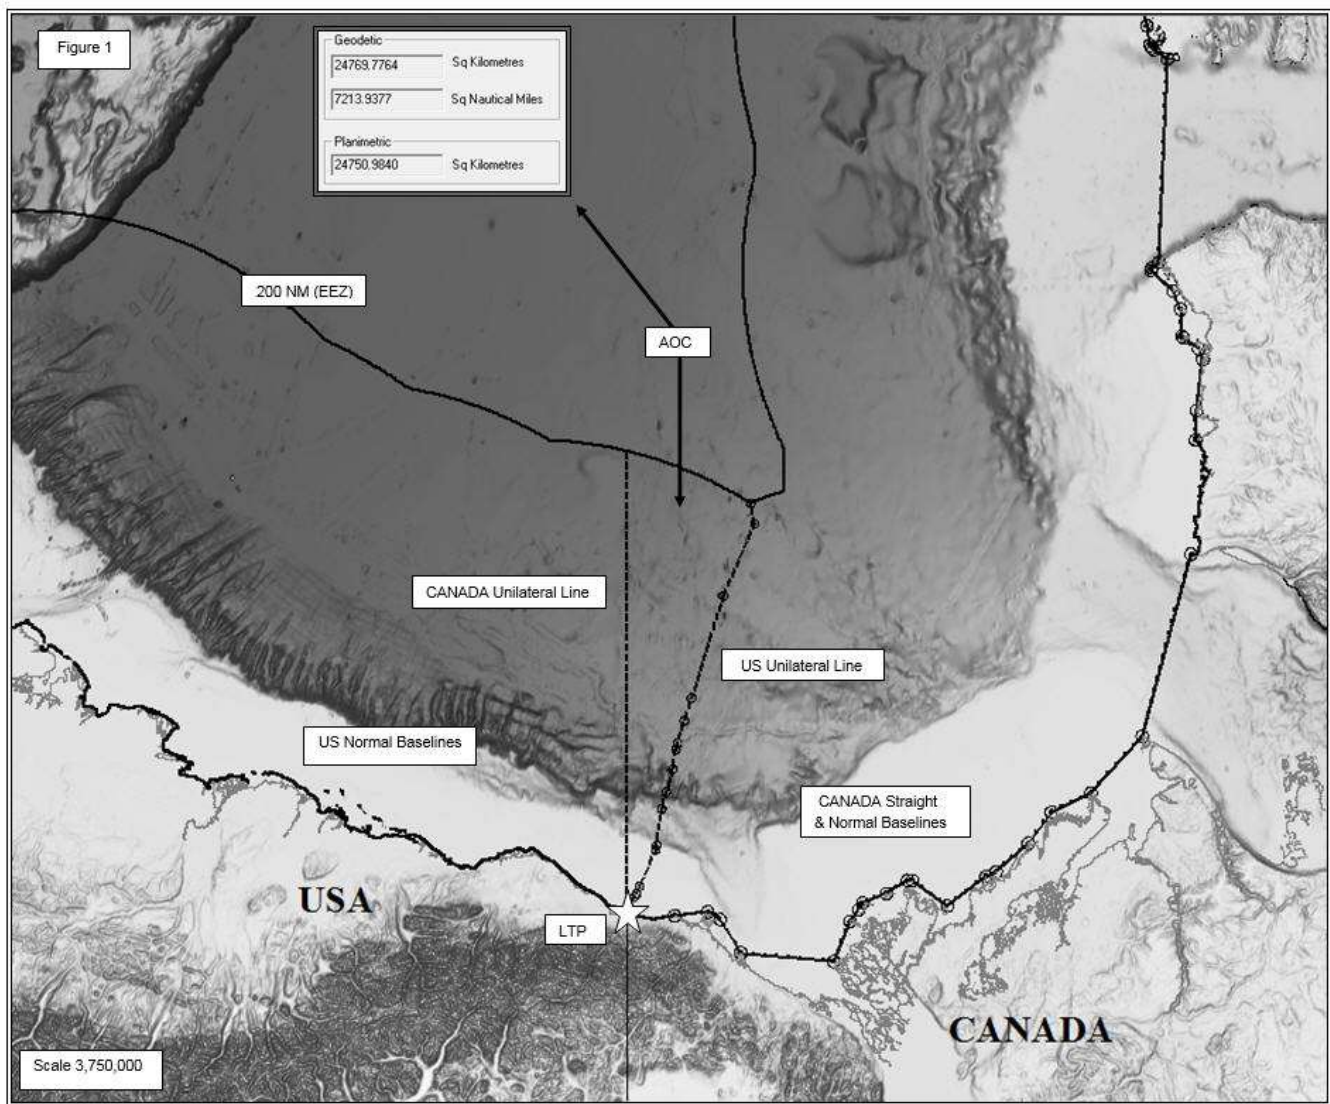 Figure 1
Geodetic
24769.7764 Sq Kilometres
7213.9377 Sq Nautical Miles
Planimetric
24750.9840 Sq Kilometres
200 NM (EEZ)
AOC
CANADA Unilateral Line
US Unilateral Line
US Normal Baselines
CANADA Straight
& Normal Baselines
USA
LTP
CANADA
Scale 3,750,000